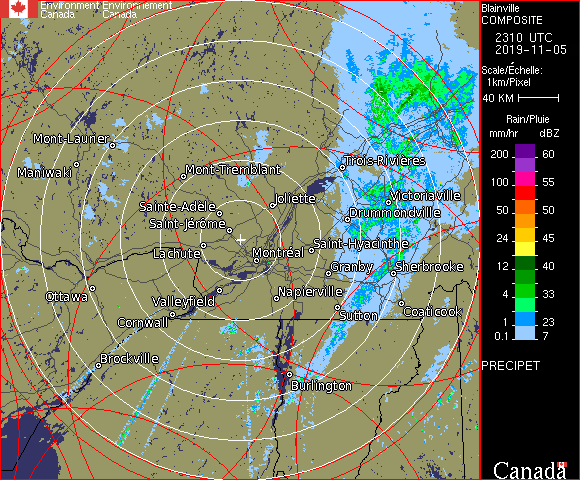 Environment Environnement
Canada Canada
Blainville
COMPOSITE
2310 UTC
2019-11-05
Scale/Échelle:
1km/Pixel
40 KM
Rain/Pluie
mm/hr dBZ
200 60
100 55
50 50
24 45
12 40
4 33
1 23
0.1 7
PRECIPET
Canada
Mont-Laurier
Maniwaki
Mont-Tremblant
Trois-Rivières
Joliette
Victoriaville
Sainte-Adèle
Drummondville
Saint-Jérôme
Saint-Hyacinthe
Lachute
Montréal
Granby
Sherbrooke
Ottawa
Valleyfield
Napierville
Coaticook
Cornwall
Sutton
Brockville
Burlington